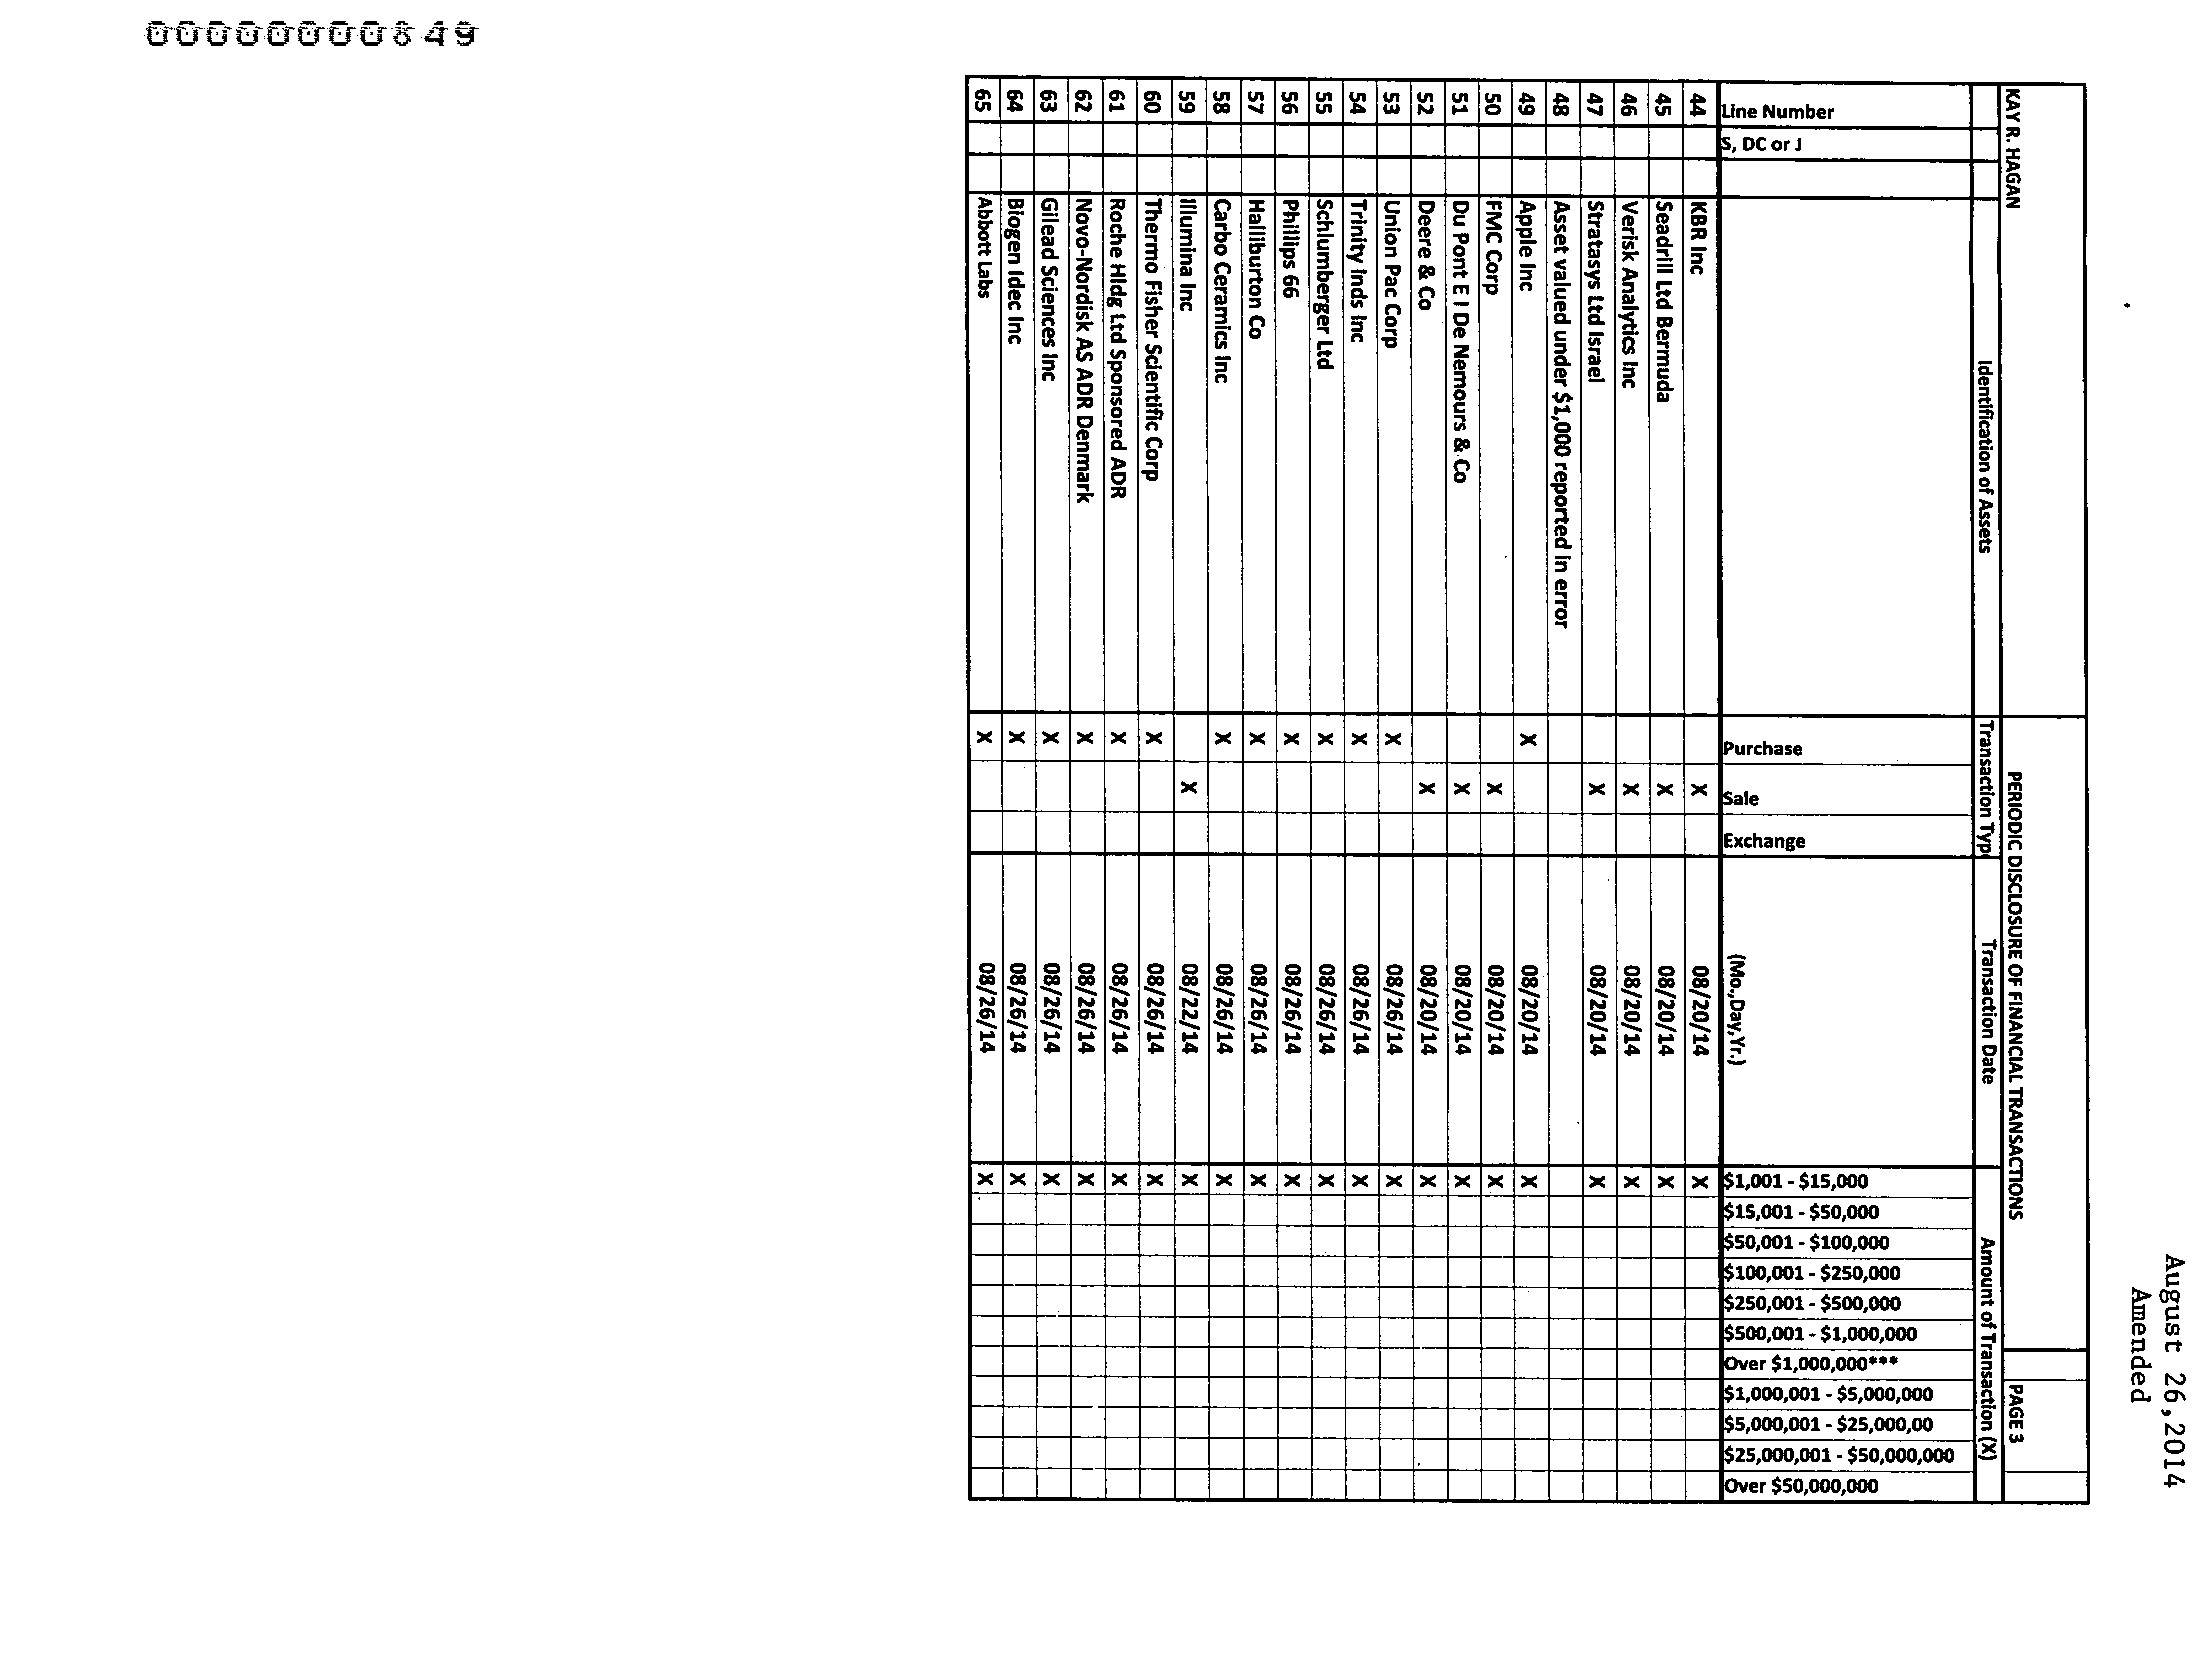 August 26,2014
Amended
KAY R. HAGAN PERIODIC DISCLOSURE OF FINANCIAL TRANSACTIONS PAGE 3
Identification of Assets Transaction Typ Transaction Date Amount of Transaction (X)
Line Number
S, DC or J
Purchase
Sale
Exchange
(Mo.,Day,Yr.)
$1,001 - $15,000
$15,001 - $50,000
$50,001 - $100,000
$100,001 - $250,000
$250,001 - $500,000
$500,001 - $1,000,000
Over $1,000,000***
$1,000,001 - $5,000,000
$5,000,001 - $25,000,00
$25,000,001 - $50,000,000
Over $50,000,000
44 KBR Inc X 08/20/14 X
45 Seadrill Ltd Bermuda X 08/20/14 X
46 Verisk Analytics Inc X 08/20/14 X
47 Stratasys Ltd Israel X 08/20/14 X
48 Asset valued under $1,000 reported in error
49 Apple Inc X 08/20/14 X
50 FMC Corp X 08/20/14 X
51 Du Pont E I De Nemours & Co X 08/20/14 X
52 Deere & Co X 08/20/14 X
53 Union Pac Corp X 08/26/14 X
54 Trinity Inds Inc X 08/26/14 X
55 Schlumberger Ltd X 08/26/14 X
56 Phillips 66 X 08/26/14 X
57 Halliburton Co X 08/26/14 X
58 Carbo Ceramics Inc X 08/26/14 X
59 Illumina Inc X 08/22/14 X
60 Thermo Fisher Scientific Corp X 08/26/14 X
61 Roche Hldg Ltd Sponsored ADR X 08/26/14 X
62 Novo-Nordisk AS ADR Denmark X 08/26/14 X
63 Gilead Sciences Inc X 08/26/14 X
64 Biogen Idec Inc X 08/26/14 X
65 Abbott Labs X 08/26/14 X
00000000849